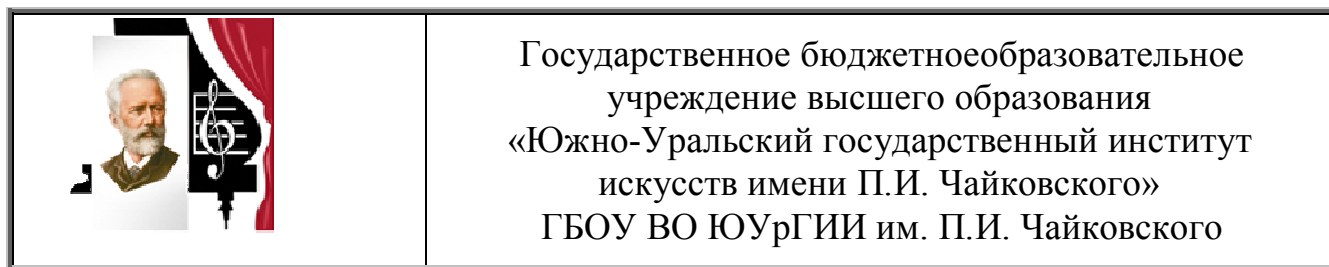 Государственное бюджетноеобразовательное
учреждение высшего образования
«Южно-Уральский государственный институт
искусств имени П.И. Чайковского»
ГБОУ ВО ЮУрГИИ им. П.И. Чайковского